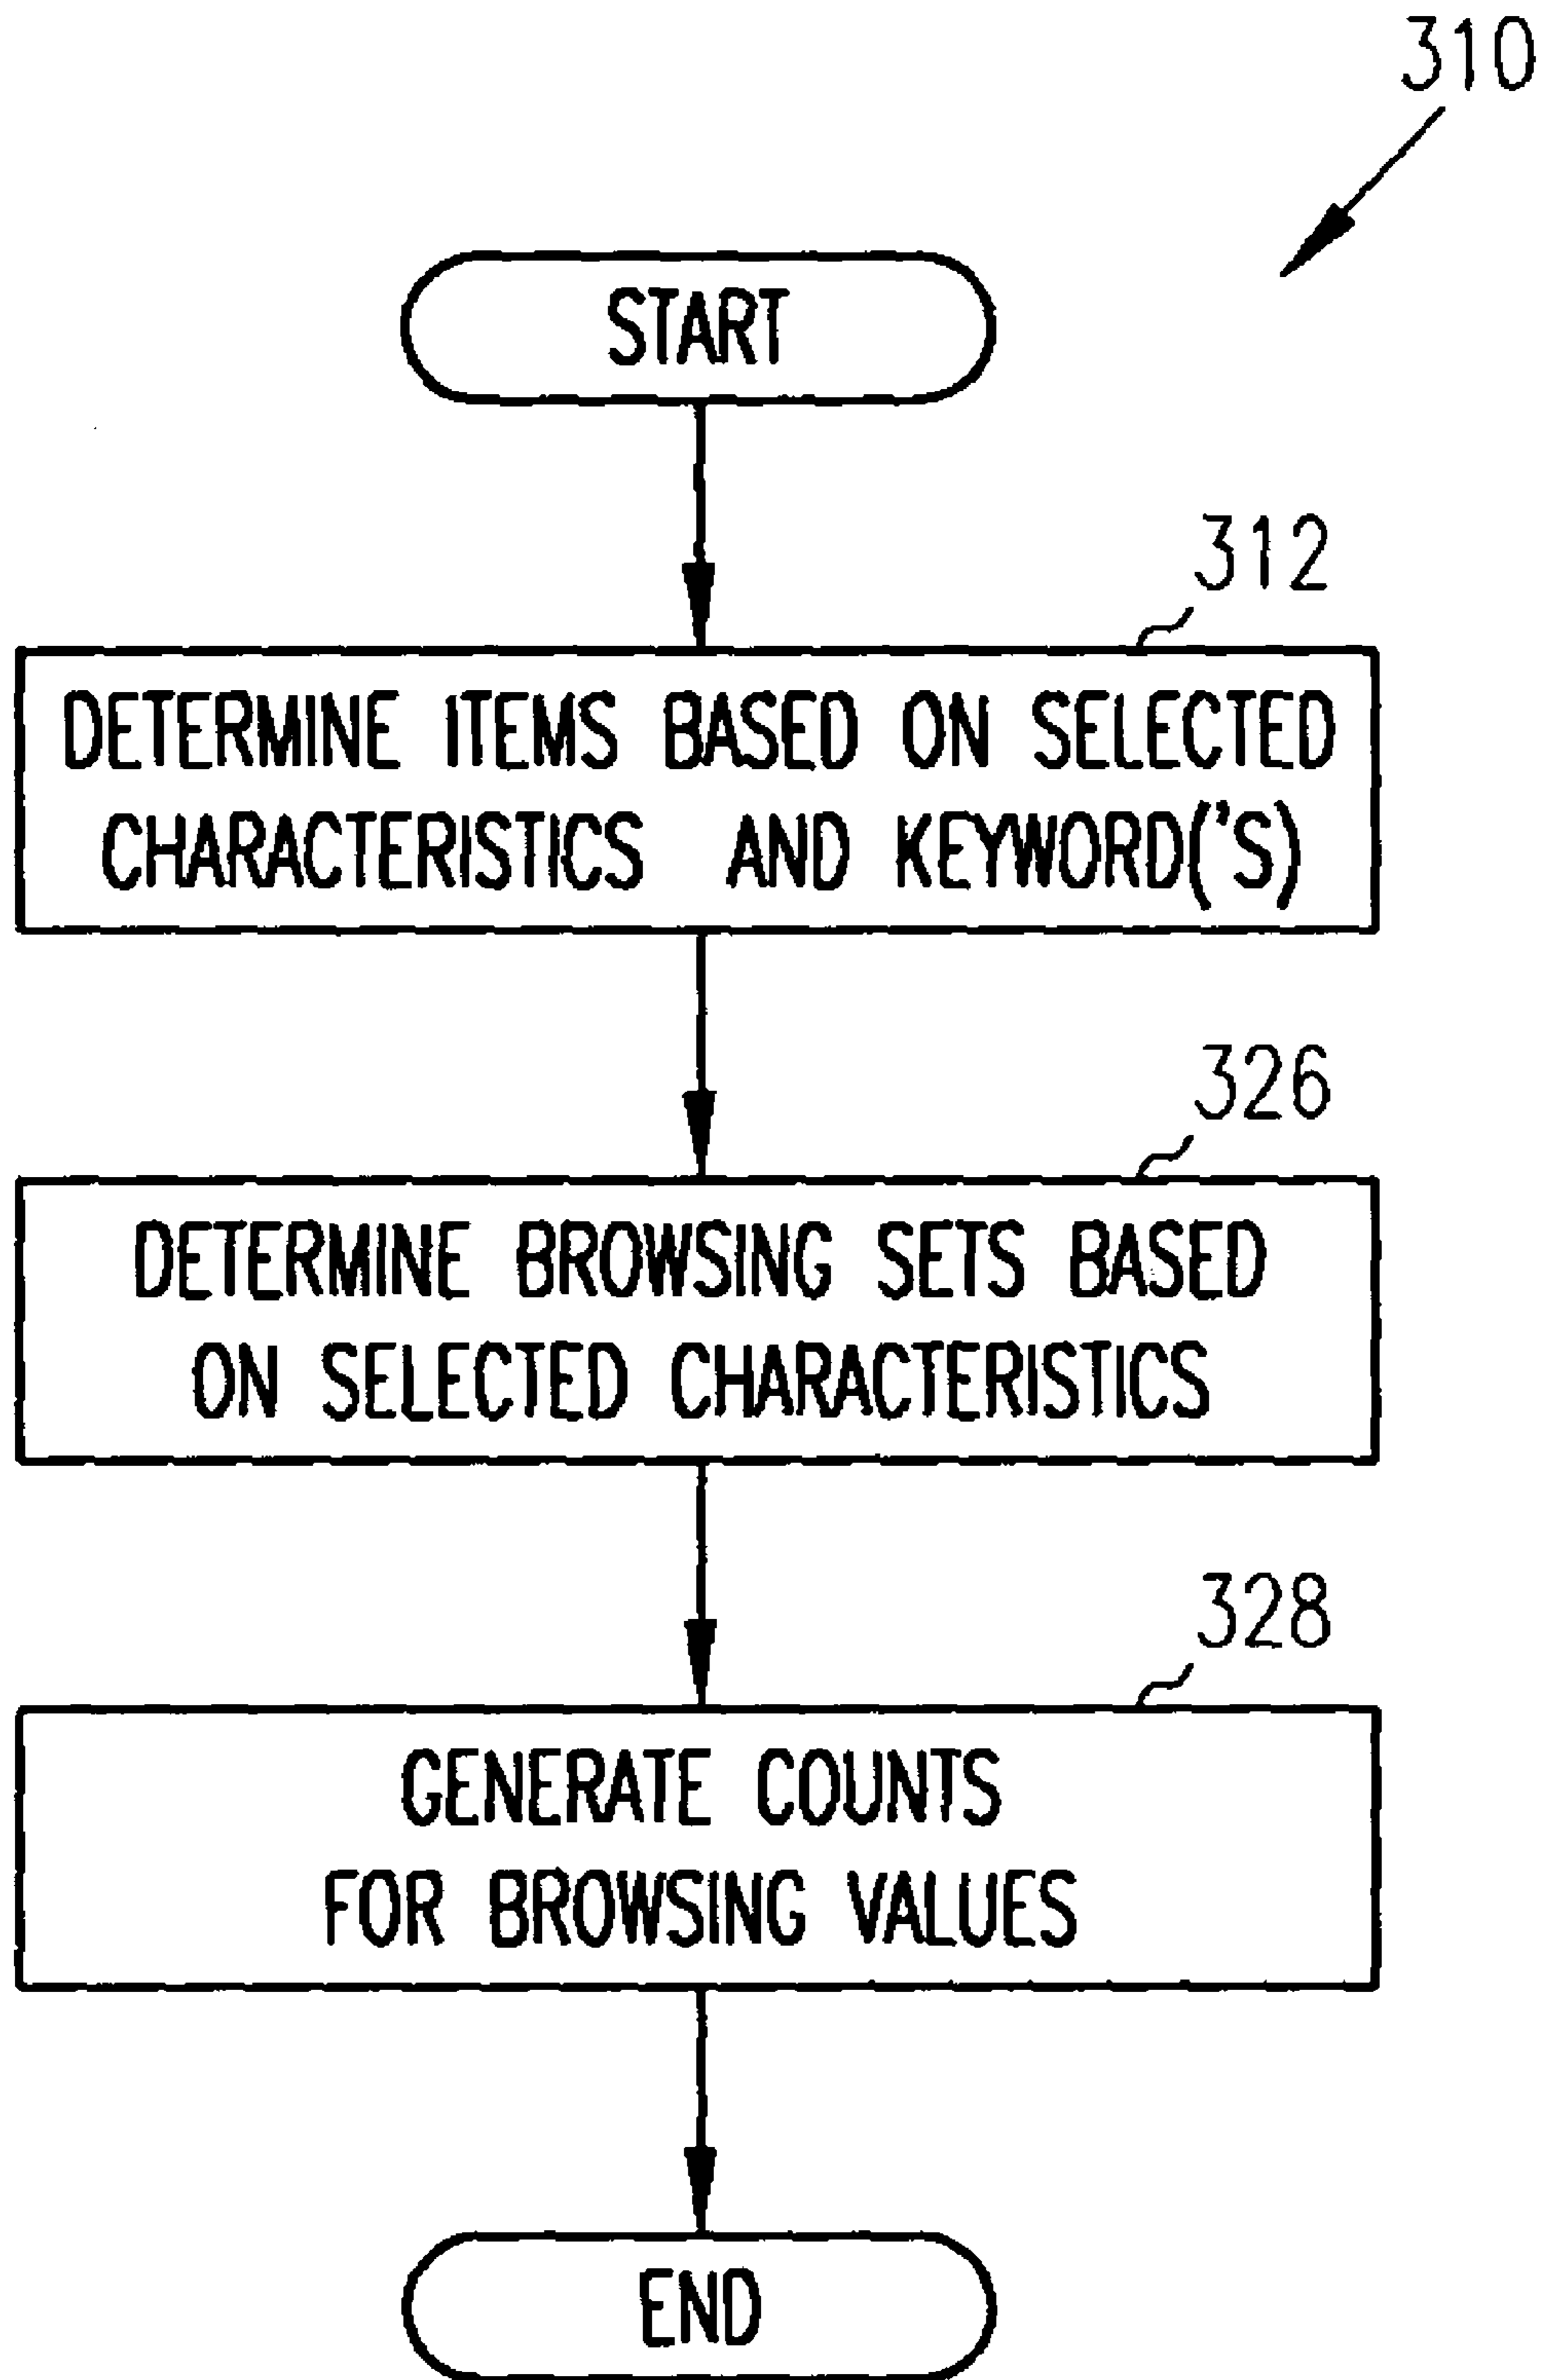 310
START
312
DETERMINE ITEMS BASED ON SELECTED
CHARACTERISTICS AND KEYWORD('S)
326
DETERMINE BROWSING SETS BASED
ON SELECTED CHARACTERISTICS
328
GENERATE COUNTS
FOR BROWSING VALUES
END